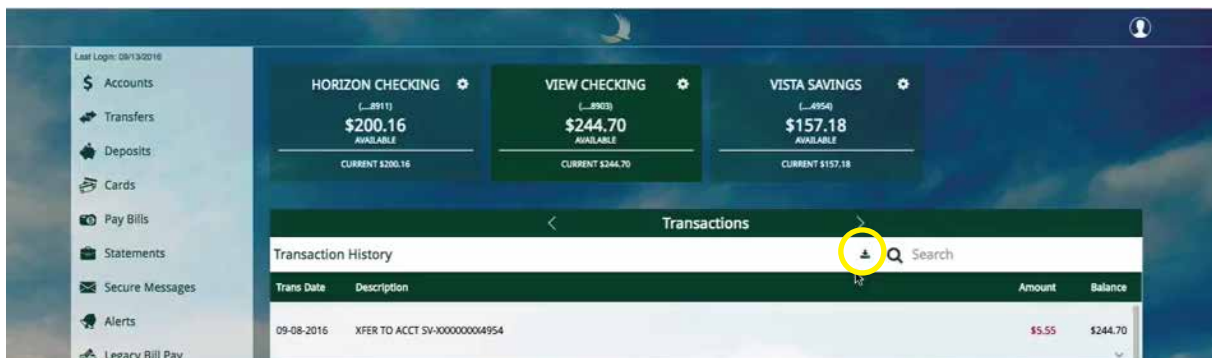 Last Login: 09/13/2016
Accounts
Transfers
Deposits
Cards
Pay Bills
Statements
Secure Messages
Alerts
Legacy Bill Pay
HORIZON CHECKING
(....8911)
$200.16
AVAILABLE
CURRENT $200.16
VIEW CHECKING
(....8903)
$244.70
AVAILABLE
CURRENT $244.70
VISTA SAVINGS
(....4954)
$157.18
AVAILABLE
CURRENT $157.18
Transactions
Transaction History
Search
Trans Date Description Amount Balance
09-08-2016 XFER TO ACCT SV-XXXXXXXX4954 $5.55 $244.70